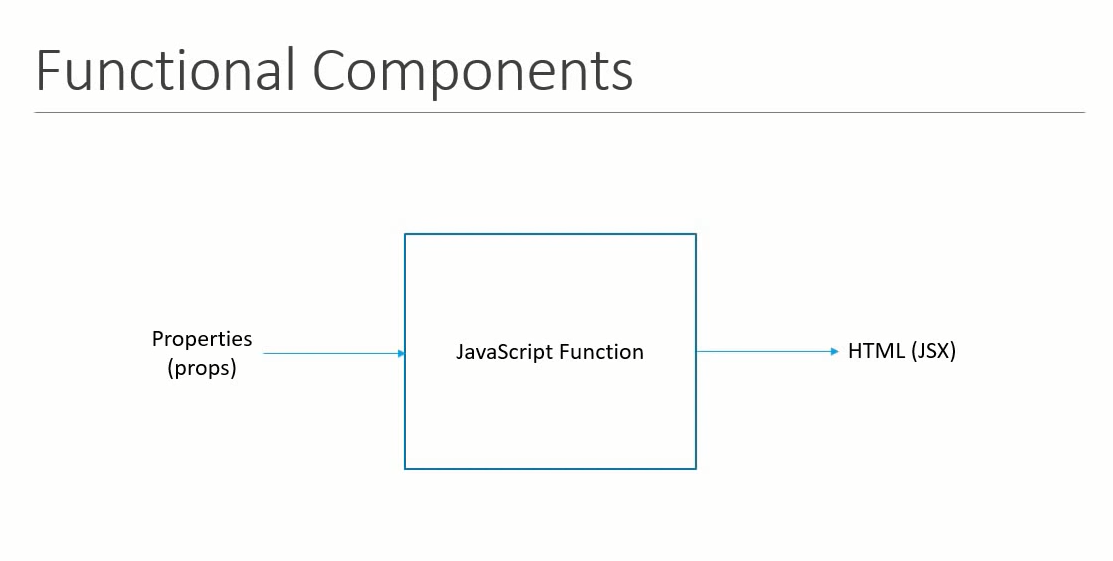 Functional Components
Properties
(props)
JavaScript Function
HTML (JSX)